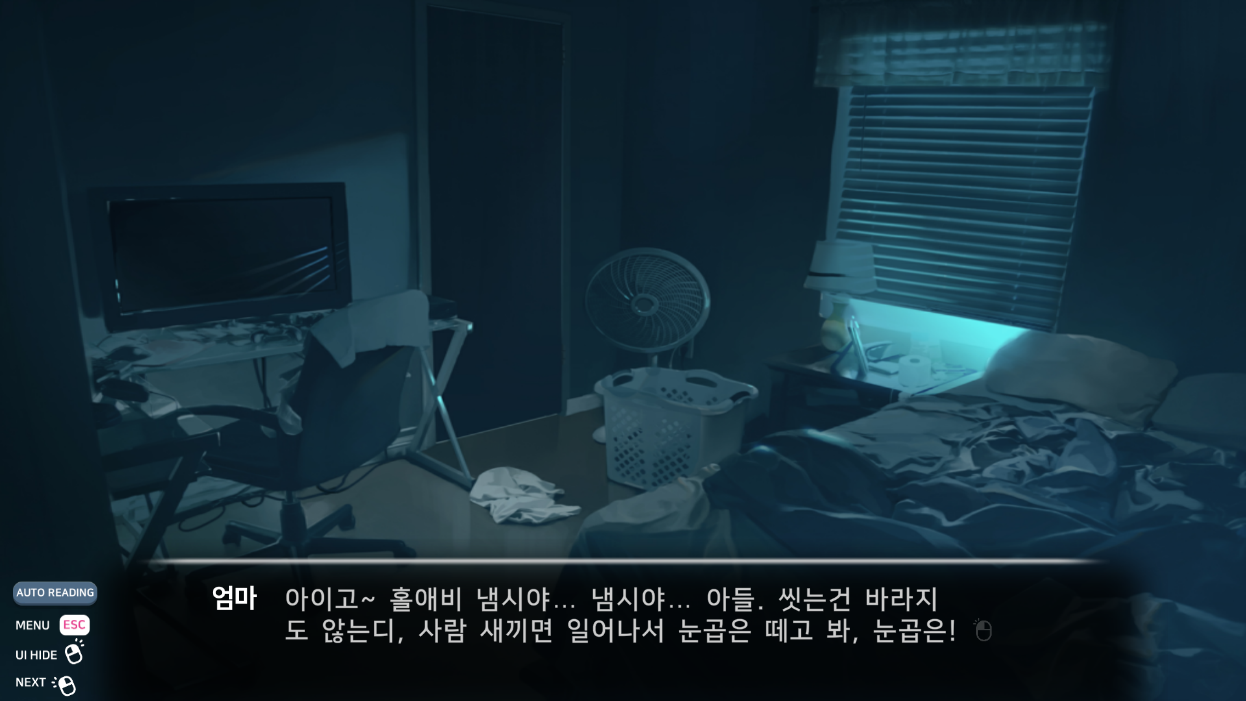 엄마
아이고~ 홀애비 냄시야... 냄시야... 아들. 씻는건 바라지
도 않는디, 사람 새끼면 일어나서 눈곱은 떼고 봐, 눈곱은!
AUTO READING
MENU ESC
UI HIDE
NEXT